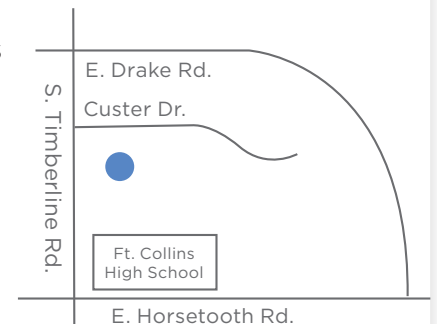 E. Drake Rd.
Custer Dr.
S. Timberline Rd.
Ft. Collins
High School
E. Horsetooth Rd.